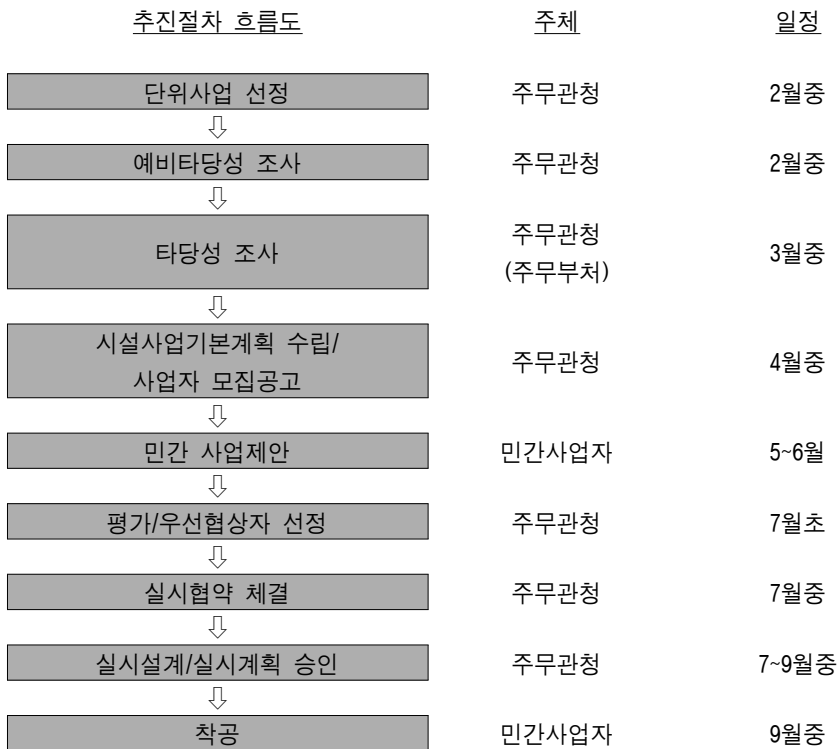 추진절차 흐름도 주체 일정
단위사업 선정 주무관청 2월중
예비타당성 조사 주무관청 2월중
타당성 조사 주무관청 (주무부처) 3월중
시설사업기본계획 수립/
사업자 모집공고 주무관청 4월중
민간 사업제안 민간사업자 5~6월
평가/우선협상자 선정 주무관청 7월초
실시협약 체결 주무관청 7월중
실시설계/실시계획 승인 주무관청 7~9월중
착공 민간사업자 9월중